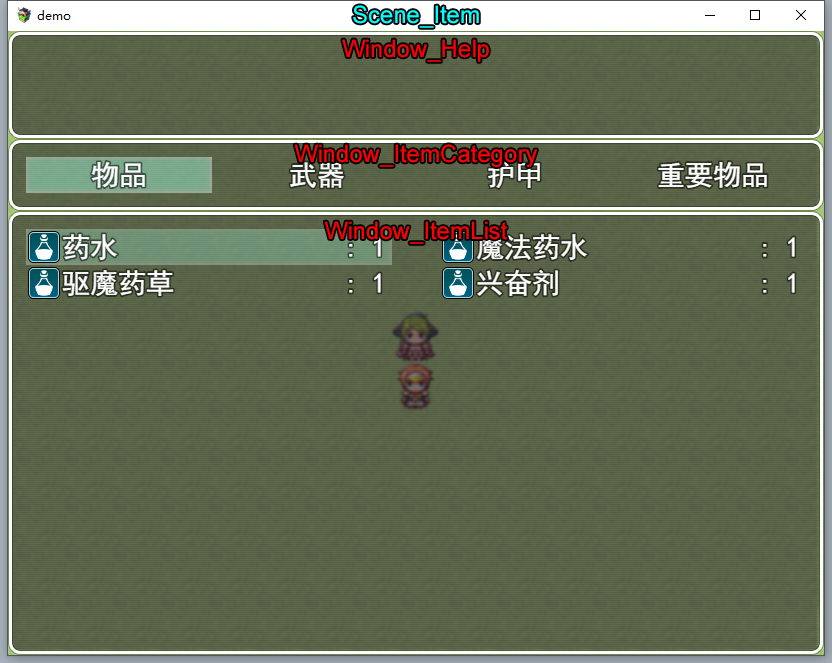 demo
Scene_Item
Window_Help
Window_ItemCategory
物品 武器 护甲 重要物品
Window_ItemList
药水 : 1 魔法药水 : 1
驱魔药草 : 1 兴奋剂 : 1